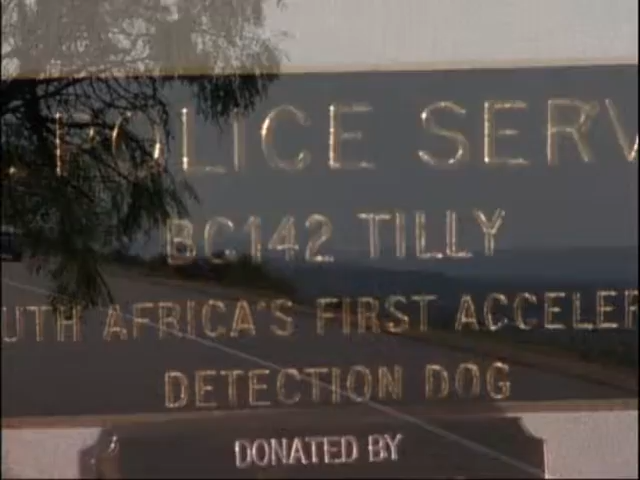 POLICE SERV
BC142 TILLY
UTH AFRICA'S FIRST ACCELER
DETECTION DOG
DONATED BY